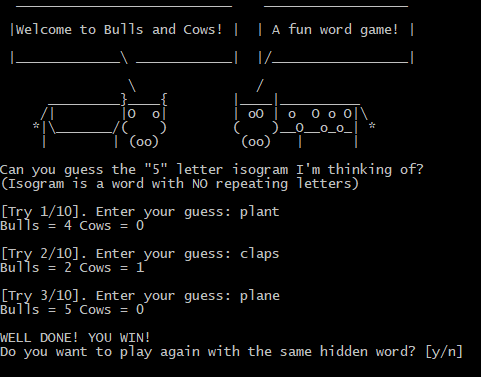 Welcome to Bulls and Cows! A fun word game!
Can you guess the "5" letter isogram I'm thinking of?
(Isogram is a word with NO repeating letters)
[Try 1/10]. Enter your guess: plant
Bulls = 4 Cows = 0
[Try 2/10]. Enter your guess: claps
Bulls = 2 Cows = 1
[Try 3/10]. Enter your guess: plane
Bulls = 5 Cows = 0
WELL DONE! YOU WIN!
Do you want to play again with the same hidden word? [y/n]